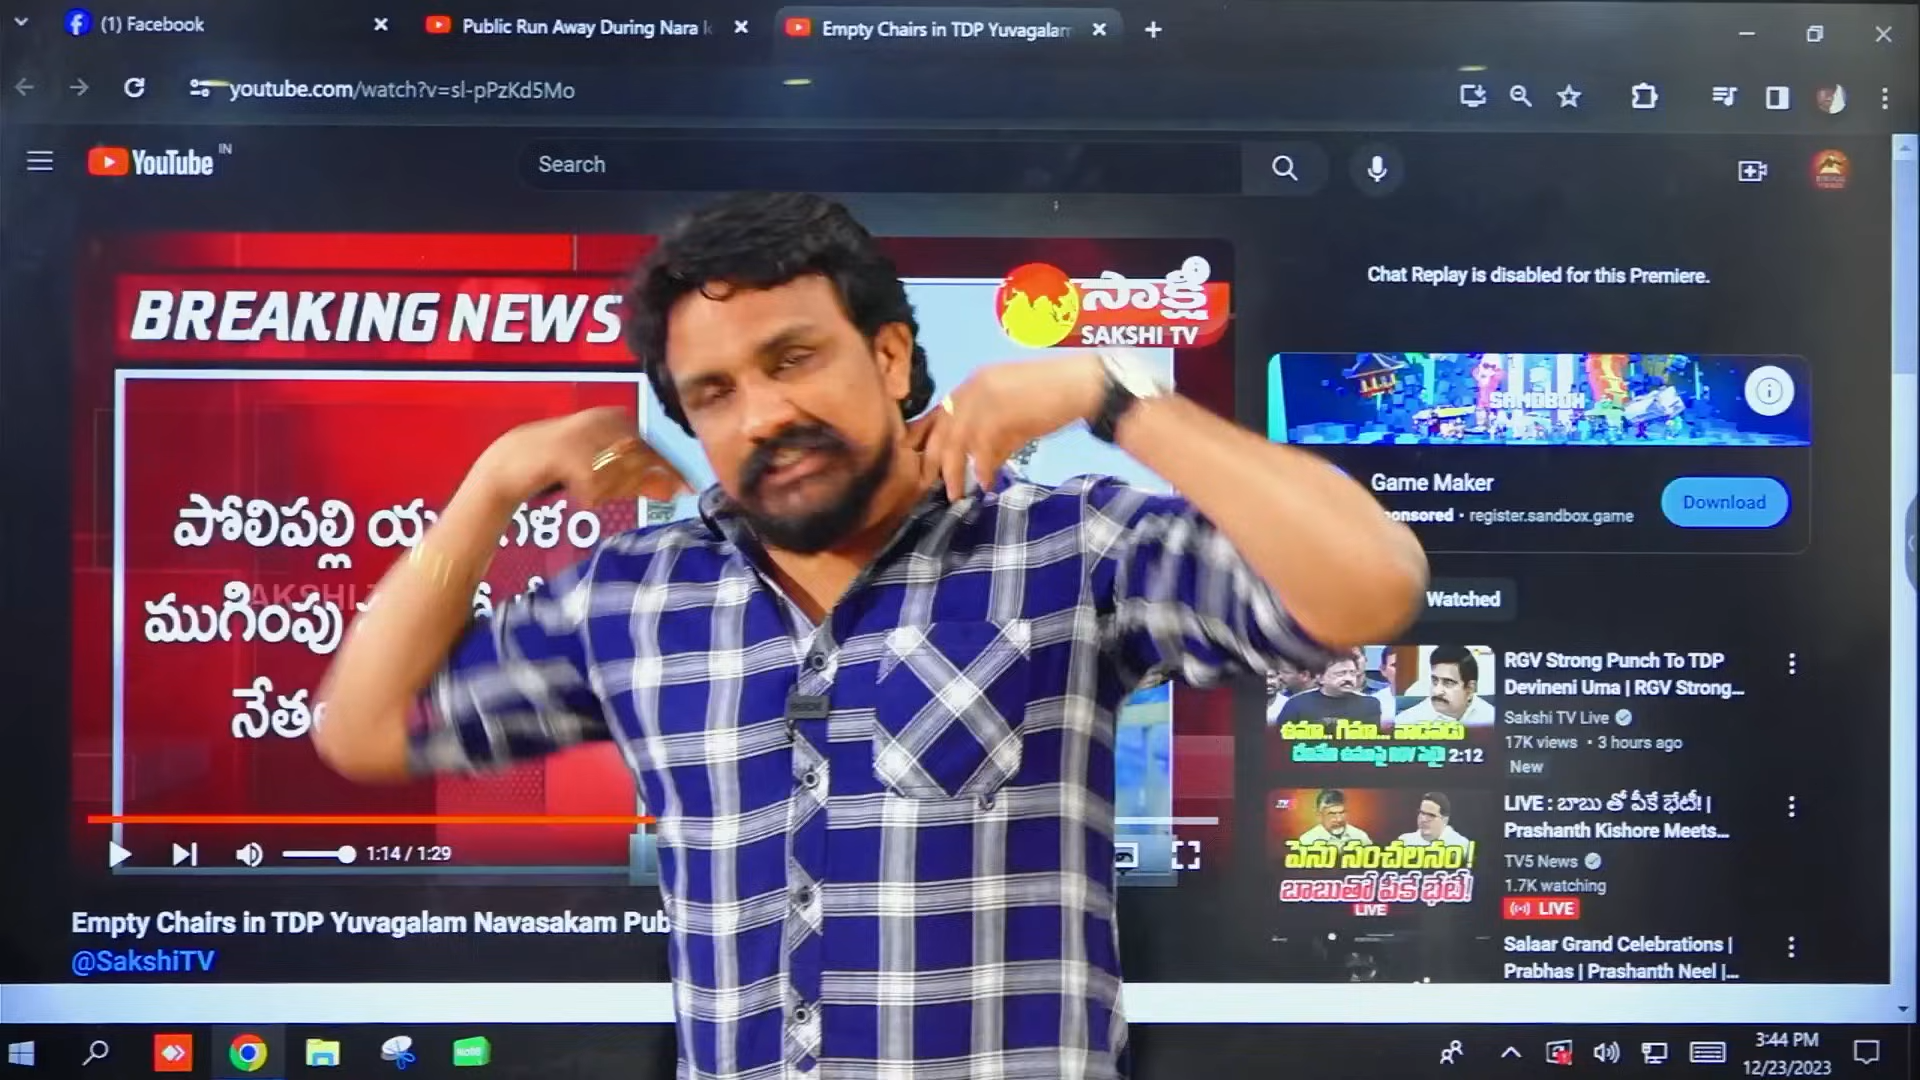 (1) Facebook
Public Run Away During Nara
Empty Chairs in TDP Yuvagalam
youtube.com/watch?v=sl-pPzKd5Mo
YouTube IN
Search
BREAKING NEWS
సాక్షి
SAKSHI TV
పోలిపల్లి
ముగింపు
Chat Replay is disabled for this Premiere.
SANDBOX
Game Maker
register.sandbox.game
Download
Watched
1:14 / 1:29
Empty Chairs in TDP Yuvagalam Navasakam
@SakshiTV
ఉమా.. గిమా...
2:12
RGV Strong Punch To TDP
Devineni Uma | RGV Strong...
Sakshi TV Live
17K views • 3 hours ago
New
పెను సంచలనం!
బాబుతో పీకే భేటీ!
LIVE
LIVE : బాబు తో పీకే భేటీ! |
Prashanth Kishore Meets...
TV5 News
1.7K watching
LIVE
Salaar Grand Celebrations |
Prabhas | Prashanth Neel |...
3:44 PM
12/23/2023